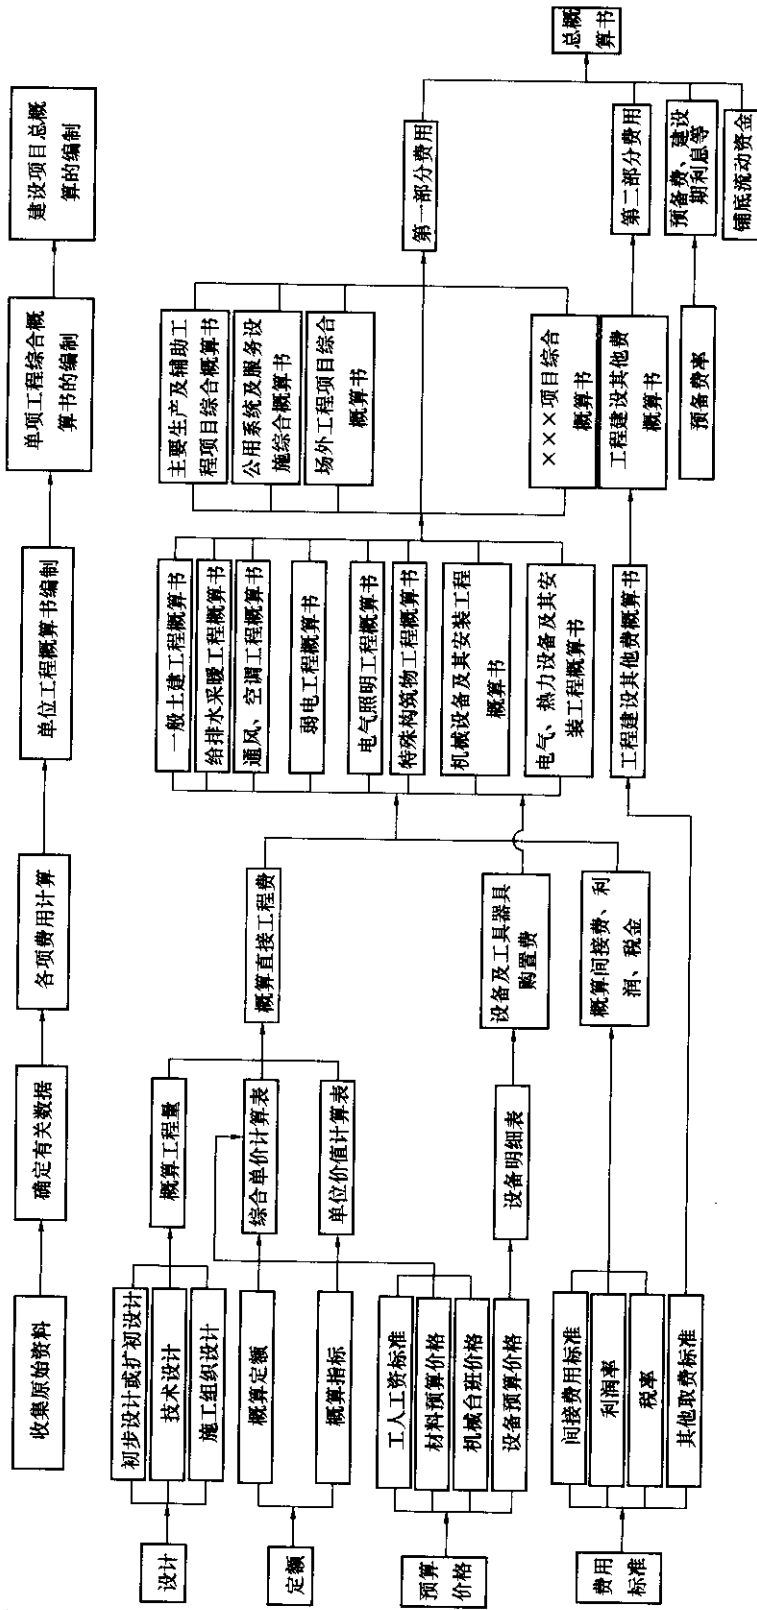 收集原始资料
确定有关数据
各项费用计算
单位工程概算书编制
单项工程综合概
算书的编制
建设项目总概
算的编制
设计
初步设计或扩初设计
技术设计
施工组织设计
概算工程量
定额
概算定额
概算指标
综合单价计算表
单位价值计算表
概算直接工程费
预算
价格
工人工资标准
材料预算价格
机械台班价格
设备预算价格
设备明细表
设备及工具器具
购置费
费用
标准
间接费用标准
利润率
税率
其他取费标准
概算间接费、利
润、税金
一般土建工程概算书
给排水采暖工程概算书
通风、空调工程概算书
弱电工程概算书
电气照明工程概算书
特殊构筑物工程概算书
机械设备及其安装工程
概算书
电气、热力设备及其安
装工程概算书
工程建设其他费概算书
主要生产及辅助工
程项目综合概算书
公用系统及服务设
施综合概算书
场外工程项目综合
概算书
×××项目综合
概算书
工程建设其他费
概算书
预备费率
第一部分费用
第二部分费用
预备费、建设
期利息等
铺底流动资金
总概
算书